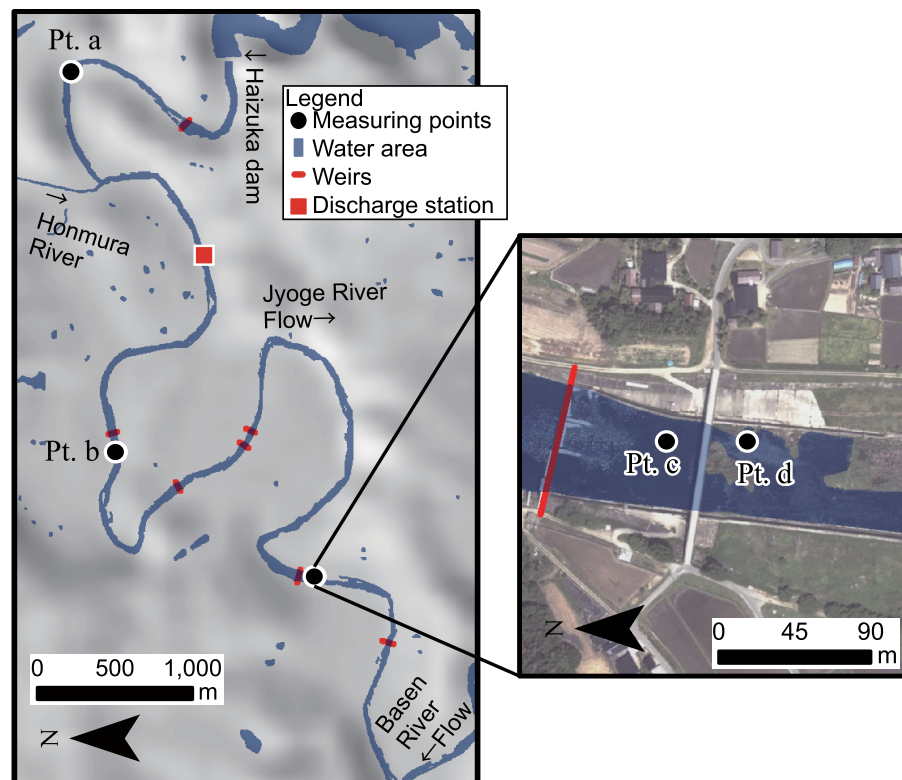 Pt. a
↓ Haizuka dam
Legend
Measuring points
Water area
Weirs
Discharge station
→
Honmura
River
Jyoge River
Flow→
Pt. b
Pt. c
Pt. d
0 500 1,000
m
N
Basen
River
←Flow
0 45 90
m
N